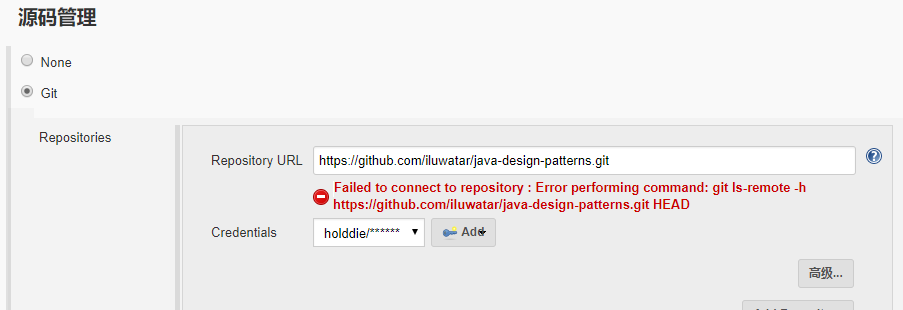 源码管理
None
Git
Repositories
Repository URL
https://github.com/iluwatar/java-design-patterns.git
Failed to connect to repository : Error performing command: git ls-remote -h
https://github.com/iluwatar/java-design-patterns.git HEAD
Credentials
holddie/******
Add
高级...